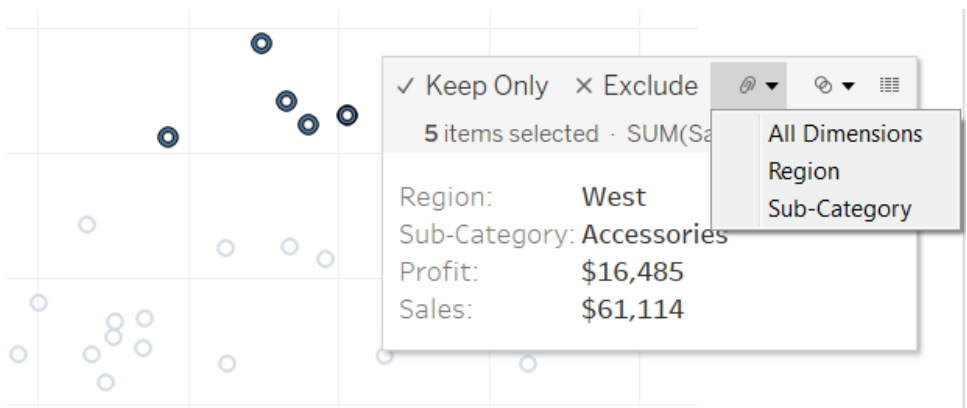 ✓ Keep Only × Exclude
5 items selected · SUM(Sa
All Dimensions
Region
Sub-Category
Region: West
Sub-Category: Accessories
Profit: $16,485
Sales: $61,114